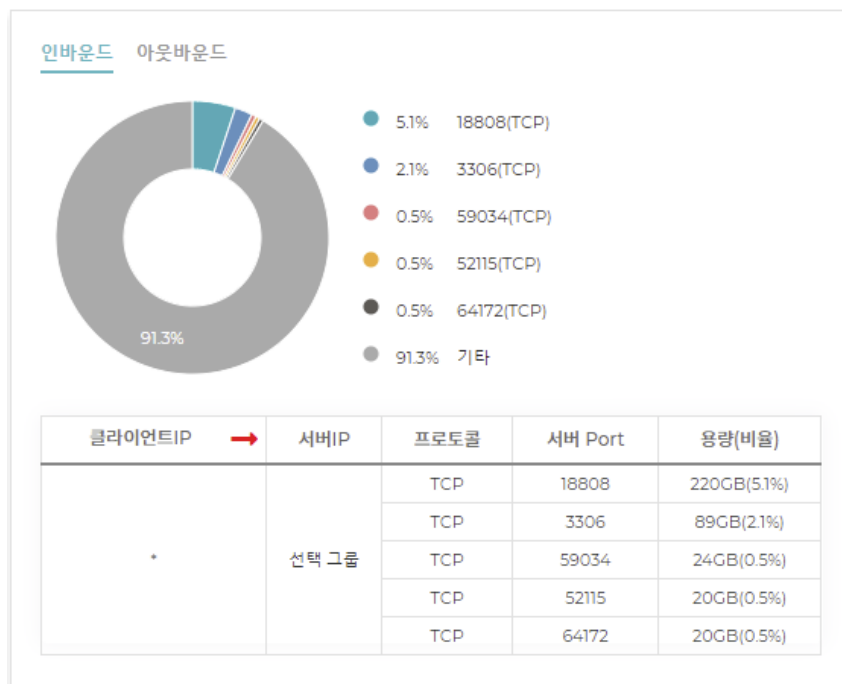 인바운드 아웃바운드
5.1% 18808(TCP)
2.1% 3306(TCP)
0.5% 59034(TCP)
0.5% 52115(TCP)
0.5% 64172(TCP)
91.3% 기타
91.3%
클라이언트IP → 서버IP 프로토콜 서버 Port 용량(비율)
TCP 18808 220GB(5.1%)
TCP 3306 89GB(2.1%)
* 선택 그룹 TCP 59034 24GB(0.5%)
TCP 52115 20GB(0.5%)
TCP 64172 20GB(0.5%)